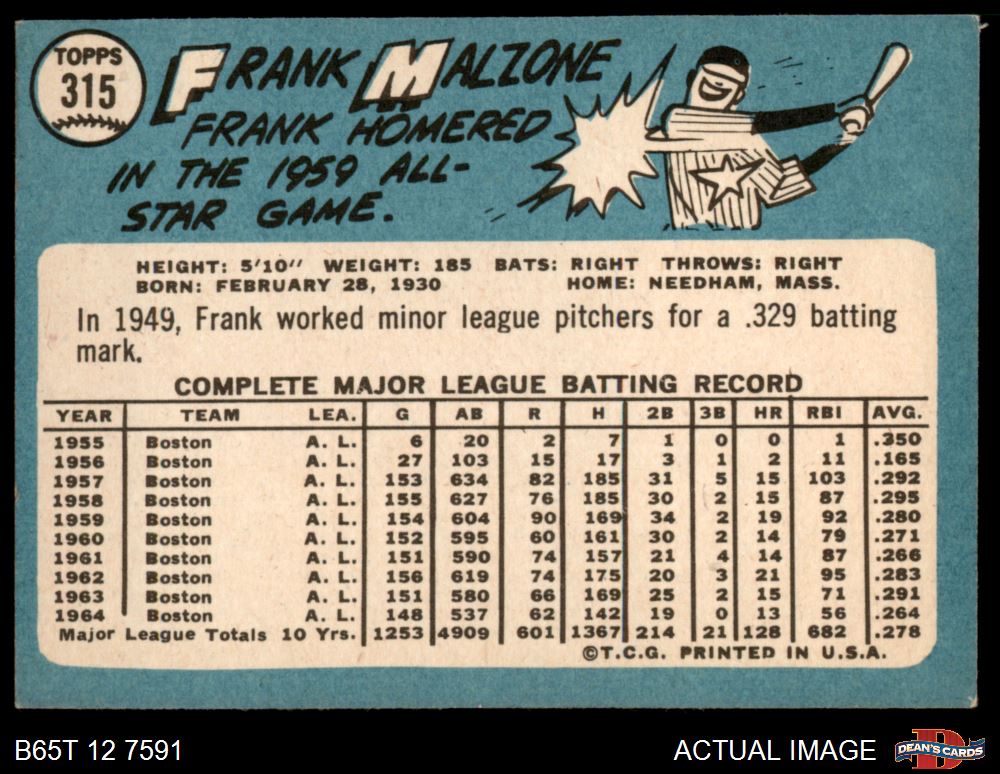 TOPPS
315
FRANK MALZONE
FRANK HOMERED
IN THE 1959 ALL-
STAR GAME.
HEIGHT: 5'10" WEIGHT: 185 BATS: RIGHT THROWS: RIGHT
BORN: FEBRUARY 28, 1930 HOME: NEEDHAM, MASS.
In 1949, Frank worked minor league pitchers for a .329 batting
mark.
COMPLETE MAJOR LEAGUE BATTING RECORD
YEAR TEAM LEA. G AB R H 2B 3B HR RBI AVG.
1955 Boston A. L. 6 20 2 7 1 0 0 1 .350
1956 Boston A. L. 27 103 15 17 3 1 2 11 .165
1957 Boston A. L. 153 634 82 185 31 5 15 103 .292
1958 Boston A. L. 155 627 76 185 30 2 15 87 .295
1959 Boston A. L. 154 604 90 169 34 2 19 92 .280
1960 Boston A. L. 152 595 60 161 30 2 14 79 .271
1961 Boston A. L. 151 590 74 157 21 4 14 87 .266
1962 Boston A. L. 156 619 74 175 20 3 21 95 .283
1963 Boston A. L. 151 580 66 169 25 2 15 71 .291
1964 Boston A. L. 148 537 62 142 19 0 13 56 .264
Major League Totals 10 Yrs. 1253 4909 601 1367 214 21 128 682 .278
©T.C.G. PRINTED IN U.S.A.
B65T 12 7591 ACTUAL IMAGE D DEAN'S CARDS